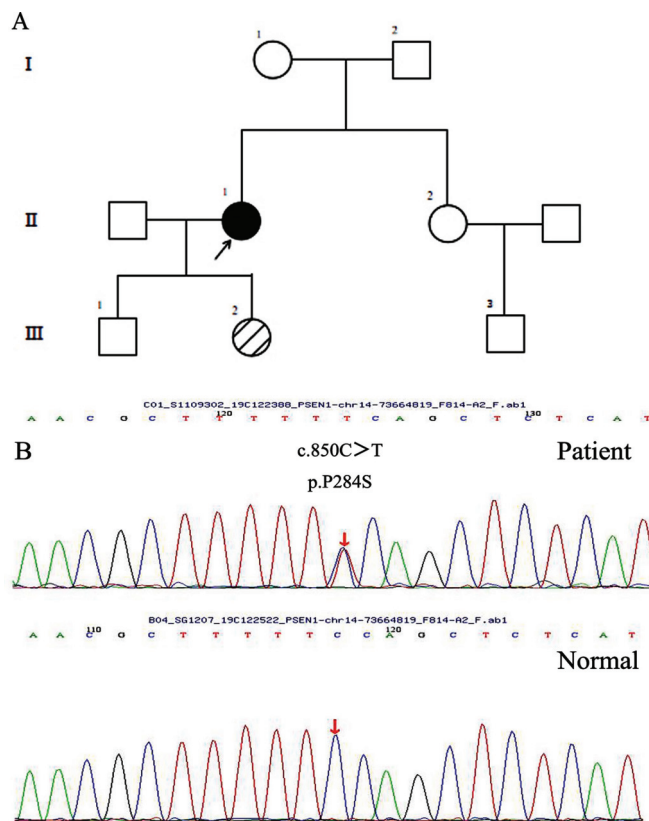 A
1
2
I
1
2
II
1
2
3
III
C01_S1109302_19C122388_PSEN1-chr14-73664819_F814-A2_F.ab1
120 130
A A C G C T T T T T T C A G C T C T C A T
B
c.850C>T
Patient
p.P284S
B04_SG1207_19C122522_PSEN1-chr14-73664819_F814-A2_F.ab1
110 120
A A C G C T T T T T C C A G C T C T C A T
Normal